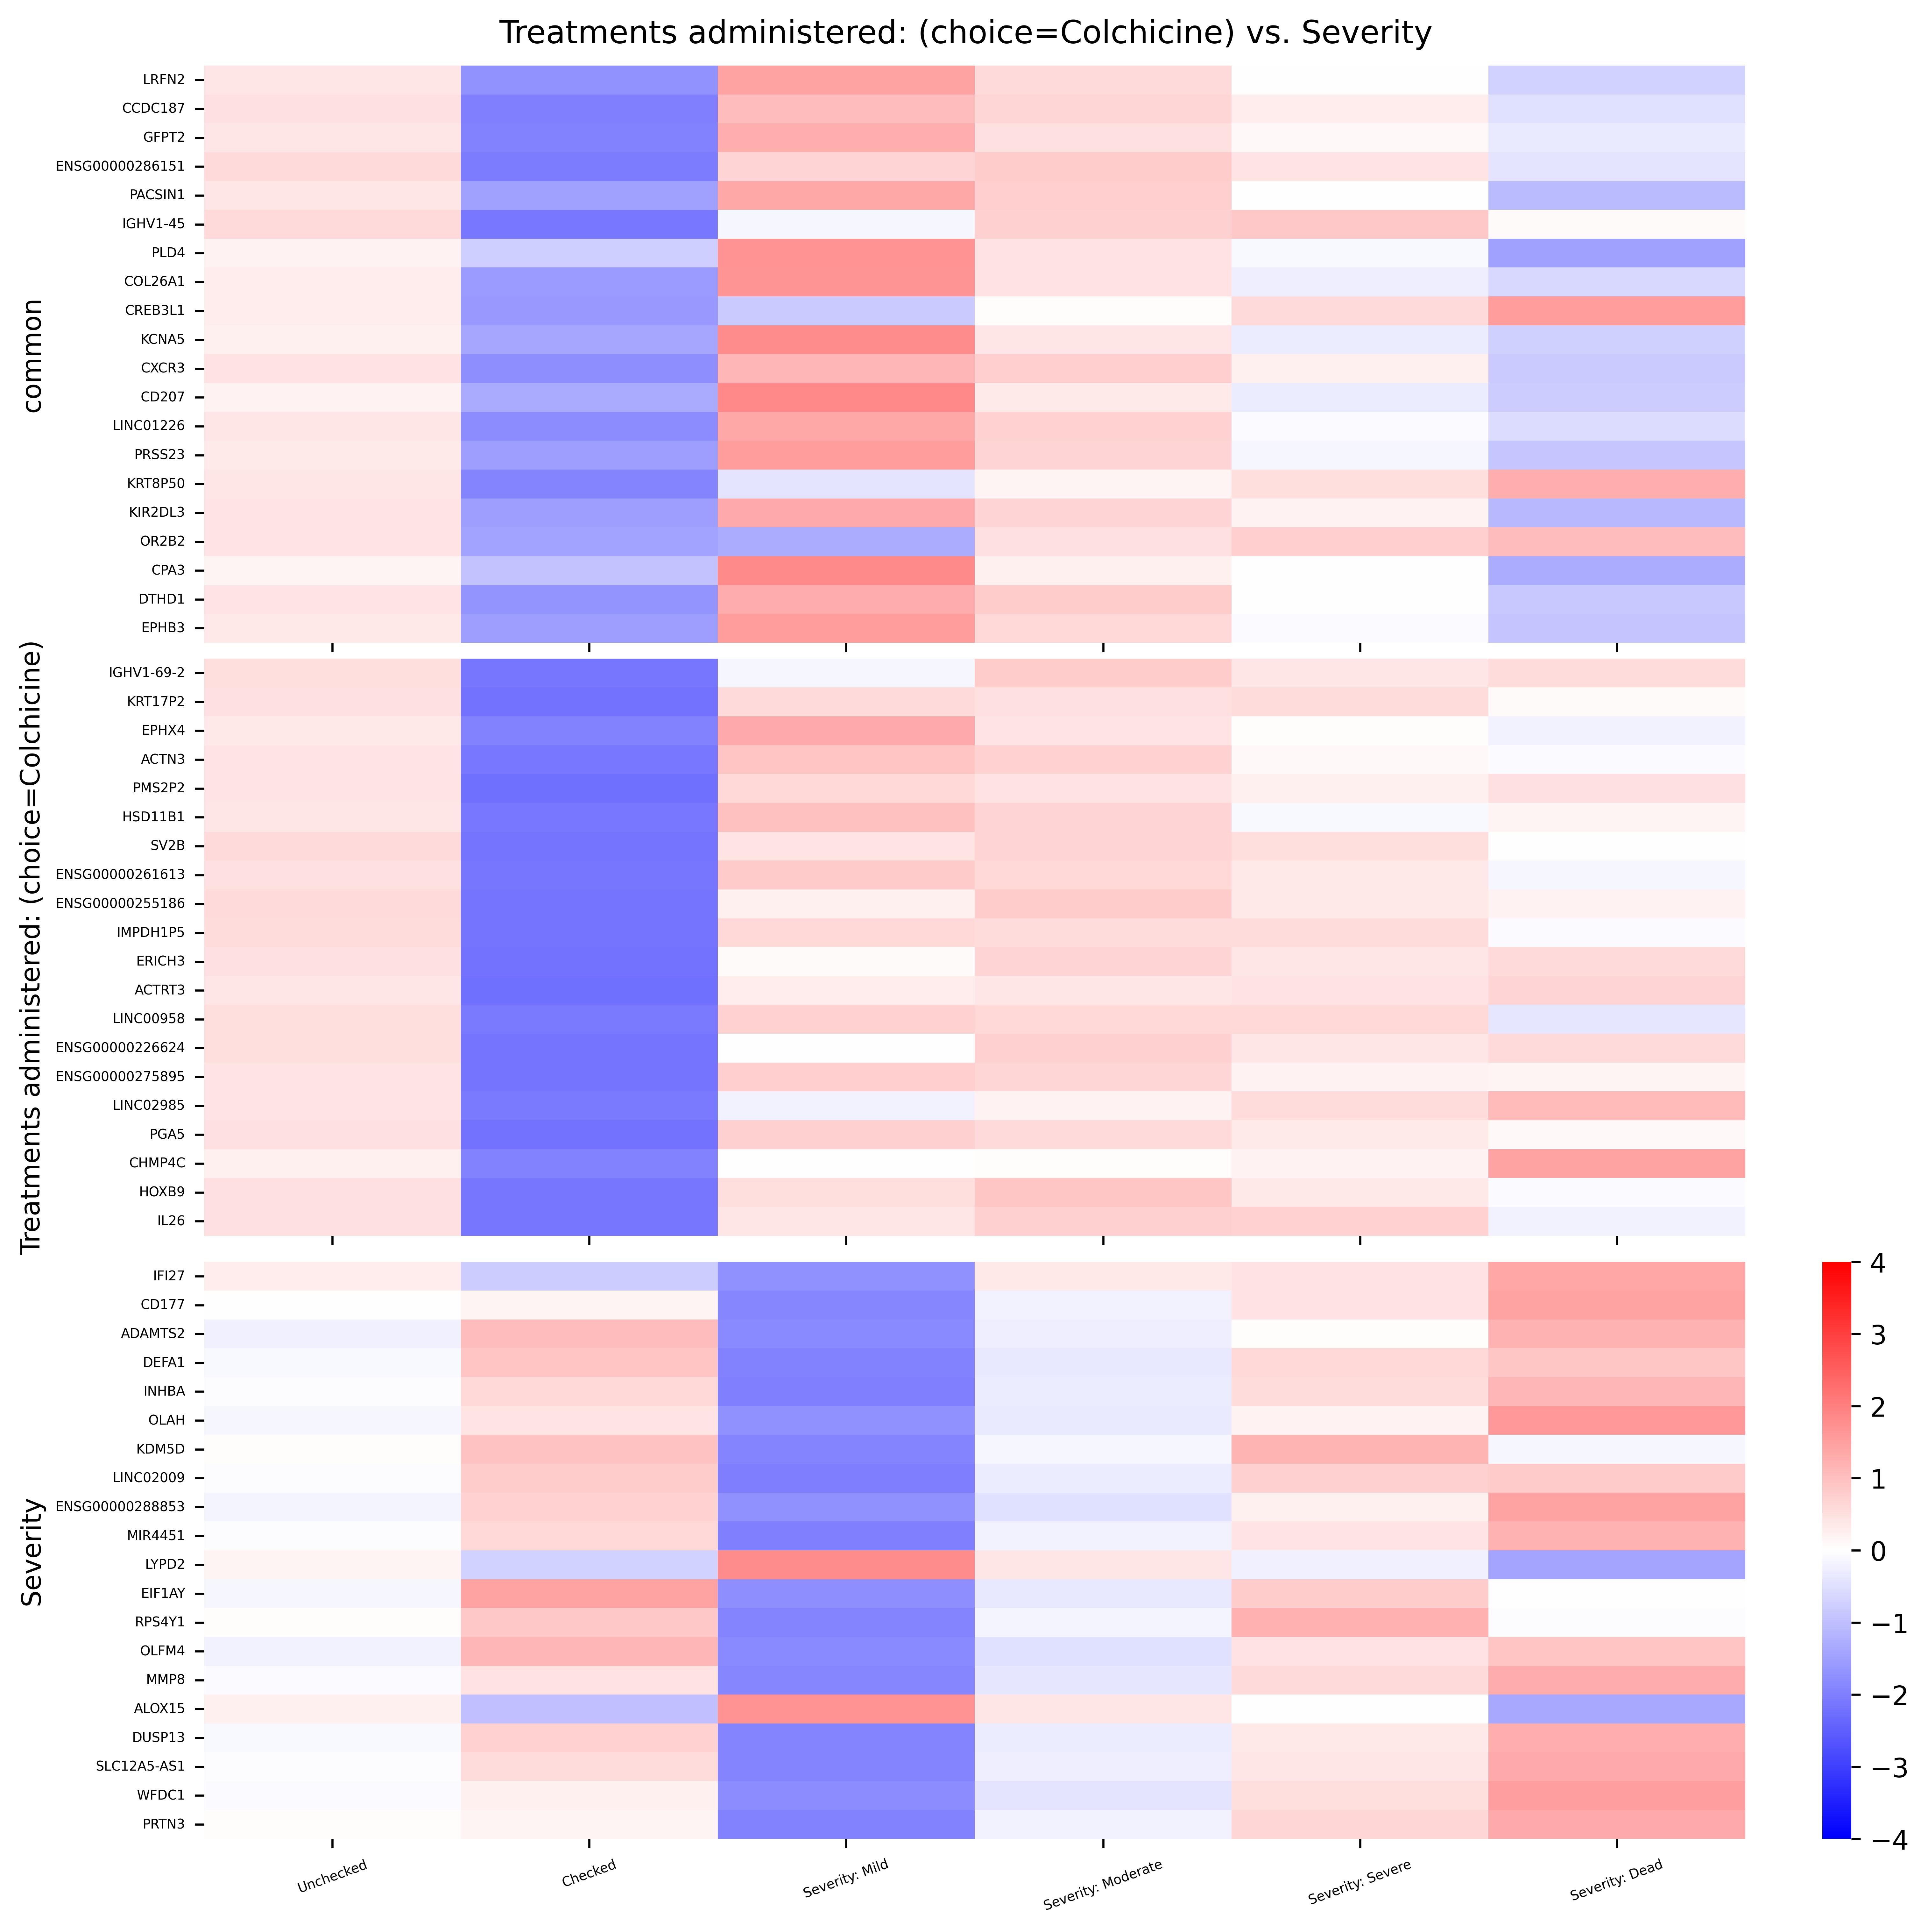 Treatments administered: (choice=Colchicine) vs. Severity
common
LRFN2
CCDC187
GFPT2
ENSG00000286151
PACSIN1
IGHV1-45
PLD4
COL26A1
CREB3L1
KCNA5
CXCR3
CD207
LINC01226
PRSS23
KRT8P50
KIR2DL3
OR2B2
CPA3
DTHD1
EPHB3
Treatments administered: (choice=Colchicine)
IGHV1-69-2
KRT17P2
EPHX4
ACTN3
PMS2P2
HSD11B1
SV2B
ENSG00000261613
ENSG00000255186
IMPDH1P5
ERICH3
ACTRT3
LINC00958
ENSG00000226624
ENSG00000275895
LINC02985
PGA5
CHMP4C
HOXB9
IL26
Severity
IFI27
CD177
ADAMTS2
DEFA1
INHBA
OLAH
KDM5D
LINC02009
ENSG00000288853
MIR4451
LYPD2
EIF1AY
RPS4Y1
OLFM4
MMP8
ALOX15
DUSP13
SLC12A5-AS1
WFDC1
PRTN3
Unchecked
Checked
Severity: Mild
Severity: Moderate
Severity: Severe
Severity: Dead
4
3
2
1
0
−1
−2
−3
−4